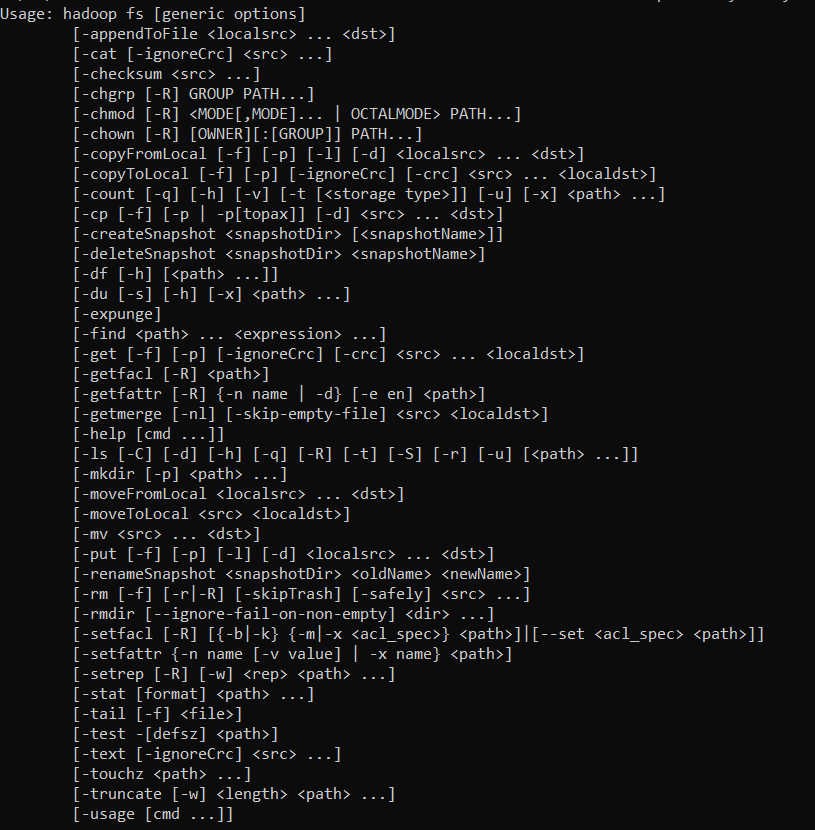 Usage: hadoop fs [generic options]
[-appendToFile <localsrc> ... <dst>]
[-cat [-ignoreCrc] <src> ...]
[-checksum <src> ...]
[-chgrp [-R] GROUP PATH...]
[-chmod [-R] <MODE[,MODE]... | OCTALMODE> PATH...]
[-chown [-R] [OWNER][:[GROUP]] PATH...]
[-copyFromLocal [-f] [-p] [-l] [-d] <localsrc> ... <dst>]
[-copyToLocal [-f] [-p] [-ignoreCrc] [-crc] <src> ... <localdst>]
[-count [-q] [-h] [-v] [-t [<storage type>]] [-u] [-x] <path> ...]
[-cp [-f] [-p | -p[topax]] [-d] <src> ... <dst>]
[-createSnapshot <snapshotDir> [<snapshotName>]]
[-deleteSnapshot <snapshotDir> <snapshotName>]
[-df [-h] [<path> ...]]
[-du [-s] [-h] [-x] <path> ...]
[-expunge]
[-find <path> ... <expression> ...]
[-get [-f] [-p] [-ignoreCrc] [-crc] <src> ... <localdst>]
[-getfacl [-R] <path>]
[-getfattr [-R] {-n name | -d} [-e en] <path>]
[-getmerge [-nl] [-skip-empty-file] <src> <localdst>]
[-help [cmd ...]]
[-ls [-C] [-d] [-h] [-q] [-R] [-t] [-S] [-r] [-u] [<path> ...]]
[-mkdir [-p] <path> ...]
[-moveFromLocal <localsrc> ... <dst>]
[-moveToLocal <src> <localdst>]
[-mv <src> ... <dst>]
[-put [-f] [-p] [-l] [-d] <localsrc> ... <dst>]
[-renameSnapshot <snapshotDir> <oldName> <newName>]
[-rm [-f] [-r|-R] [-skipTrash] [-safely] <src> ...]
[-rmdir [--ignore-fail-on-non-empty] <dir> ...]
[-setfacl [-R] [{-b|-k} {-m|-x <acl_spec>} <path>]|[--set <acl_spec> <path>]]
[-setfattr {-n name [-v value] | -x name} <path>]
[-setrep [-R] [-w] <rep> <path> ...]
[-stat [format] <path> ...]
[-tail [-f] <file>]
[-test -[defsz] <path>]
[-text [-ignoreCrc] <src> ...]
[-touchz <path> ...]
[-truncate [-w] <length> <path> ...]
[-usage [cmd ...]]